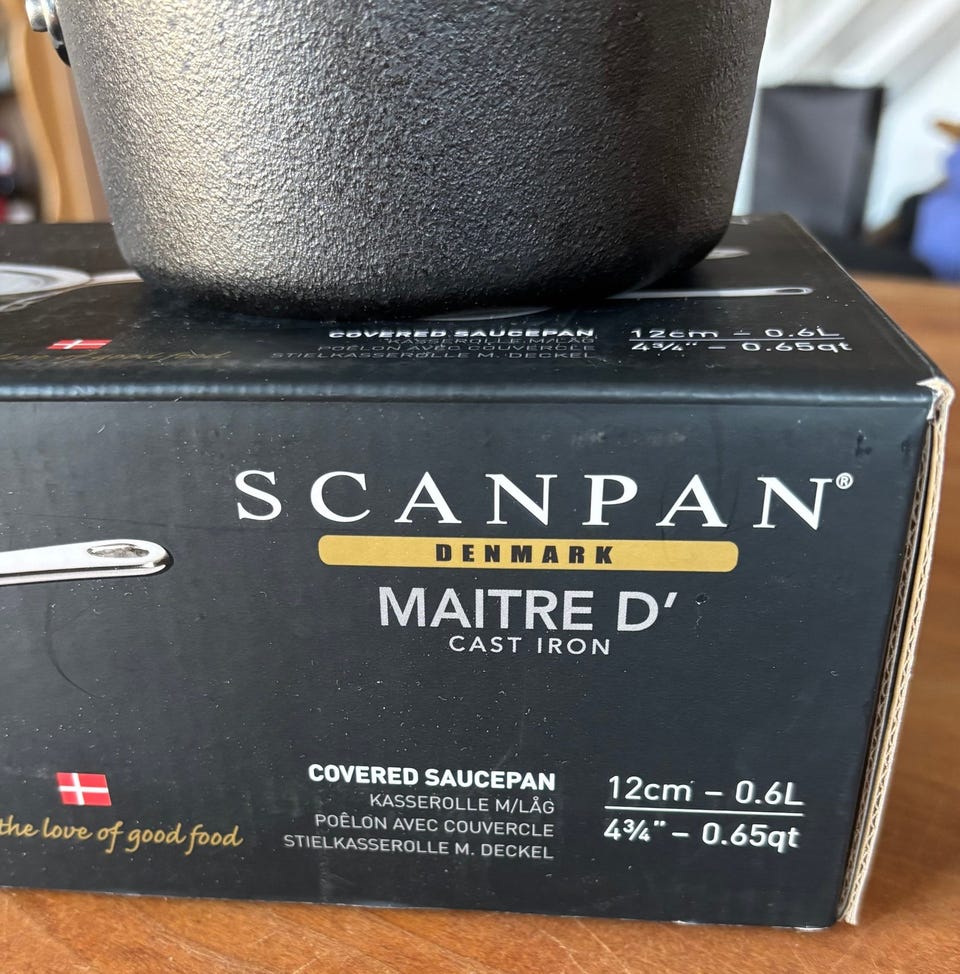 COVERED SAUCEPAN
KASSEROLLE M/LÅG
AVEC COUVERCLE
STIELKASSEROLLE M. DECKEL
12cm – 0.6L
4¾” – 0.65qt
good food
SCANPAN®
DENMARK
MAITRE D’
CAST IRON
the love of good food
COVERED SAUCEPAN
KASSEROLLE M/LÅG
POÊLON AVEC COUVERCLE
STIELKASSEROLLE M. DECKEL
12cm – 0.6L
4¾” – 0.65qt